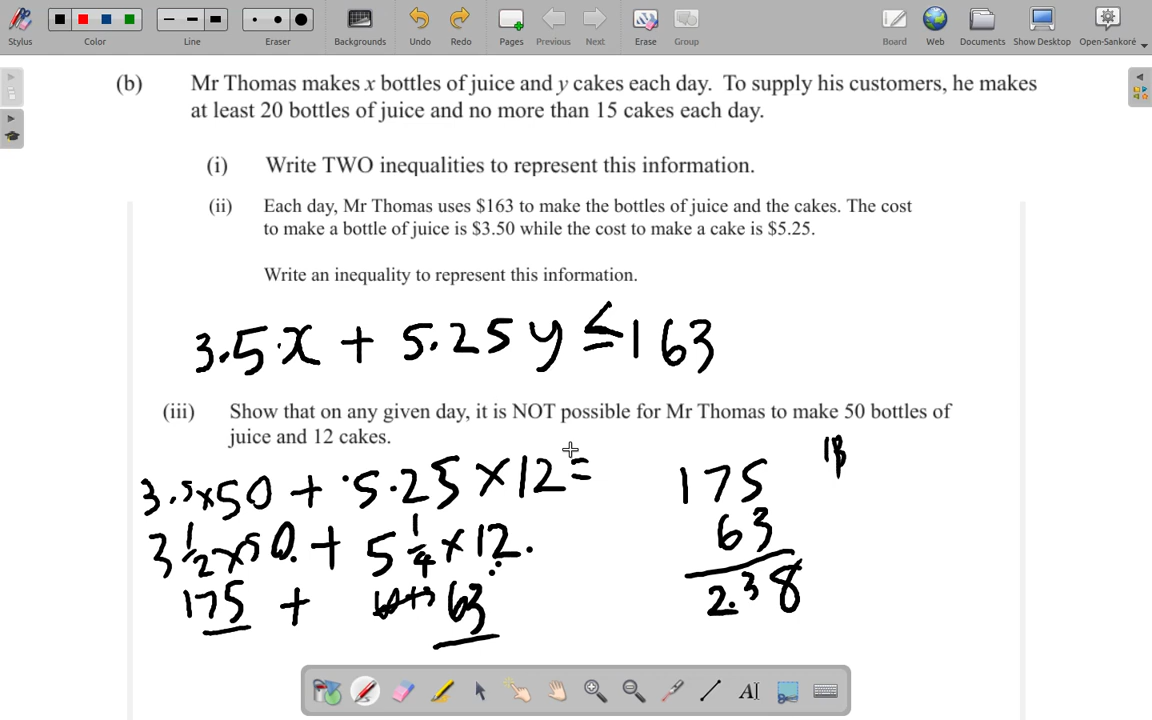 Stylus Color Line Eraser Backgrounds Undo Redo Pages Previous Next Erase Group Board Web Documents Show Desktop Open-Sankoré
(b) Mr Thomas makes x bottles of juice and y cakes each day. To supply his customers, he makes
at least 20 bottles of juice and no more than 15 cakes each day.
(i) Write TWO inequalities to represent this information.
(ii) Each day, Mr Thomas uses $163 to make the bottles of juice and the cakes. The cost
to make a bottle of juice is $3.50 while the cost to make a cake is $5.25.
Write an inequality to represent this information.
3.5x + 5.25y ≤ 163
(iii) Show that on any given day, it is NOT possible for Mr Thomas to make 50 bottles of
juice and 12 cakes.
3.5×50 + 5.25×12 =
3 1/2 ×50 + 5 1/4 ×12.
175 + 63
175
63
2.38
AI